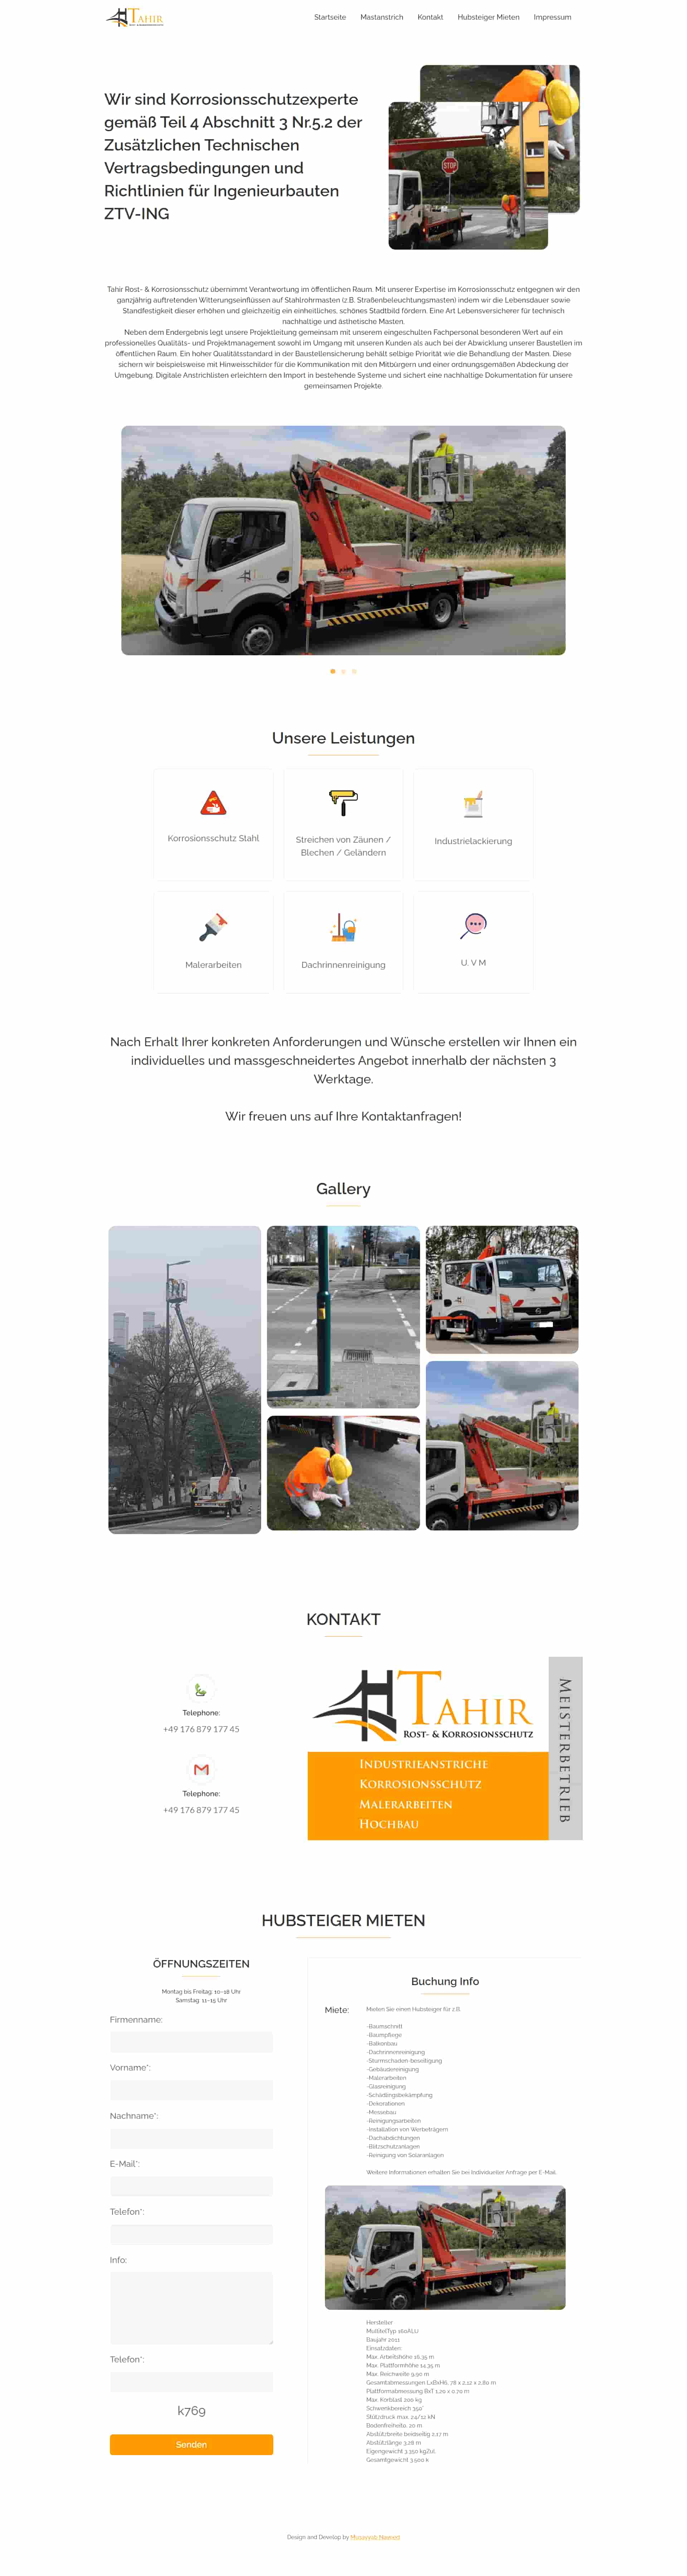 TAHIR
Startseite
Mastanstrich
Kontakt
Hubsteiger Mieten
Impressum
Wir sind Korrosionsschutzexperte
gemäß Teil 4 Abschnitt 3 Nr.5.2 der
Zusätzlichen Technischen
Vertragsbedingungen und
Richtlinien für Ingenieurbauten
ZTV-ING
STOP
Tahir Rost- & Korrosionsschutz übernimmt Verantwortung im öffentlichen Raum. Mit unserer Expertise im Korrosionsschutz entgegnen wir den
ganzjährig auftretenden Witterungseinflüssen auf Stahlrohrmasten (z.B. Straßenbeleuchtungsmasten) indem wir die Lebensdauer sowie
Standfestigkeit dieser erhöhen und gleichzeitig ein einheitliches, schönes Stadtbild fördern. Eine Art Lebensversicherer für technisch
nachhaltige und ästhetische Masten.
Neben dem Endergebnis legt unsere Projektleitung gemeinsam mit unserem eingeschulten Fachpersonal besonderen Wert auf ein
professionelles Qualitäts- und Projektmanagement sowohl im Umgang mit unseren Kunden als auch bei der Abwicklung unserer Baustellen im
öffentlichen Raum. Ein hoher Qualitätsstandard in der Baustellensicherung behält selbige Priorität wie die Behandlung der Masten. Diese
sichern wir beispielsweise mit Hinweisschilder für die Kommunikation mit den Mitbürgern und einer ordnungsgemäßen Abdeckung der
Umgebung. Digitale Anstrichlisten erleichtern den Import in bestehende Systeme und sichert eine nachhaltige Dokumentation für unsere
gemeinsamen Projekte.
Unsere Leistungen
Korrosionsschutz Stahl
Streichen von Zäunen /
Blechen / Geländern
Industrielackierung
Malerarbeiten
Dachrinnenreinigung
U. V M
Nach Erhalt Ihrer konkreten Anforderungen und Wünsche erstellen wir Ihnen ein
individuelles und massgeschneidertes Angebot innerhalb der nächsten 3
Werktage.
Wir freuen uns auf Ihre Kontaktanfragen!
Gallery
KONTAKT
Telephone:
+49 176 879 177 45
Telephone:
+49 176 879 177 45
TAHIR
ROST- & KORROSIONSSCHUTZ
INDUSTRIEANSTRICHE
KORROSIONSSCHUTZ
MALERARBEITEN
HOCHBAU
MEISTERBETRIEB
HUBSTEIGER MIETEN
ÖFFNUNGSZEITEN
Montag bis Freitag: 10–18 Uhr
Samstag: 11–15 Uhr
Firmenname:
Vorname*:
Nachname*:
E-Mail*:
Telefon*:
Info:
Telefon*:
k769
Senden
Buchung Info
Miete:
Mieten Sie einen Hubsteiger für z.B.
-Baumschnitt
-Baumpflege
-Balkonbau
-Dachrinnenreinigung
-Sturmschäden-beseitigung
-Gebäudereinigung
-Malerarbeiten
-Glasreinigung
-Schädlingsbekämpfung
-Dekorationen
-Messebau
-Reinigungsarbeiten
-Installation von Werbeträgern
-Dachabdichtungen
-Blitzschutzanlagen
-Reinigung von Solaranlagen
Weitere Informationen erhalten Sie bei Individueller Anfrage per E-Mail.
Hersteller
Multitel(Typ 160ALU
Baujahr 2011
Einsatzdaten:
Max. Arbeitshöhe 16,35 m
Max. Plattformhöhe 14,35 m
Max. Reichweite 9,90 m
Plattformabmessung BxT 1,20 x 0,70 m
Max. Korblast 200 kg
Schwenkbereich 350°
Stützdruck max. 24/12 kN
Bodenfreiheit0, 20 m
Abstützbreite beidseitig 2,17 m
Abstützlänge 3,28 m
Eigengewicht 3.350 kgZul.
Gesamtgewicht 3.500 k
Design and Develop by